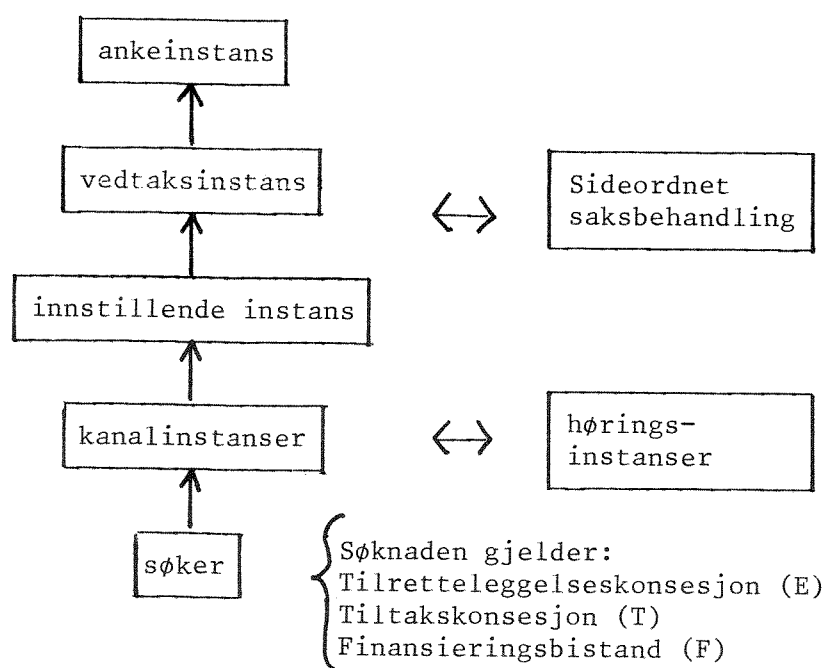 ankeinstans
vedtaksinstans
Sideordnet
saksbehandling
innstillende instans
kanalinstanser
hørings-
instanser
søker
Søknaden gjelder:
Tilretteleggelseskonsesjon (E)
Tiltakskonsesjon (T)
Finansieringsbistand (F)